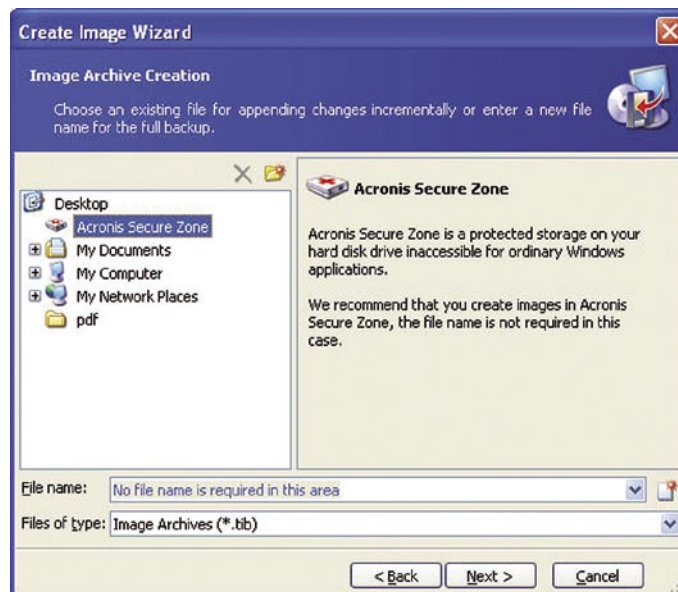 Create Image Wizard
Image Archive Creation
Choose an existing file for appending changes incrementally or enter a new file
name for the full backup.
Desktop
Acronis Secure Zone
My Documents
My Computer
My Network Places
pdf
Acronis Secure Zone
Acronis Secure Zone is a protected storage on your
hard disk drive inaccessible for ordinary Windows
applications.
We recommend that you create images in Acronis
Secure Zone, the file name is not required in this
case.
File name: No file name is required in this area
Files of type: Image Archives (*.tib)
< Back Next > Cancel